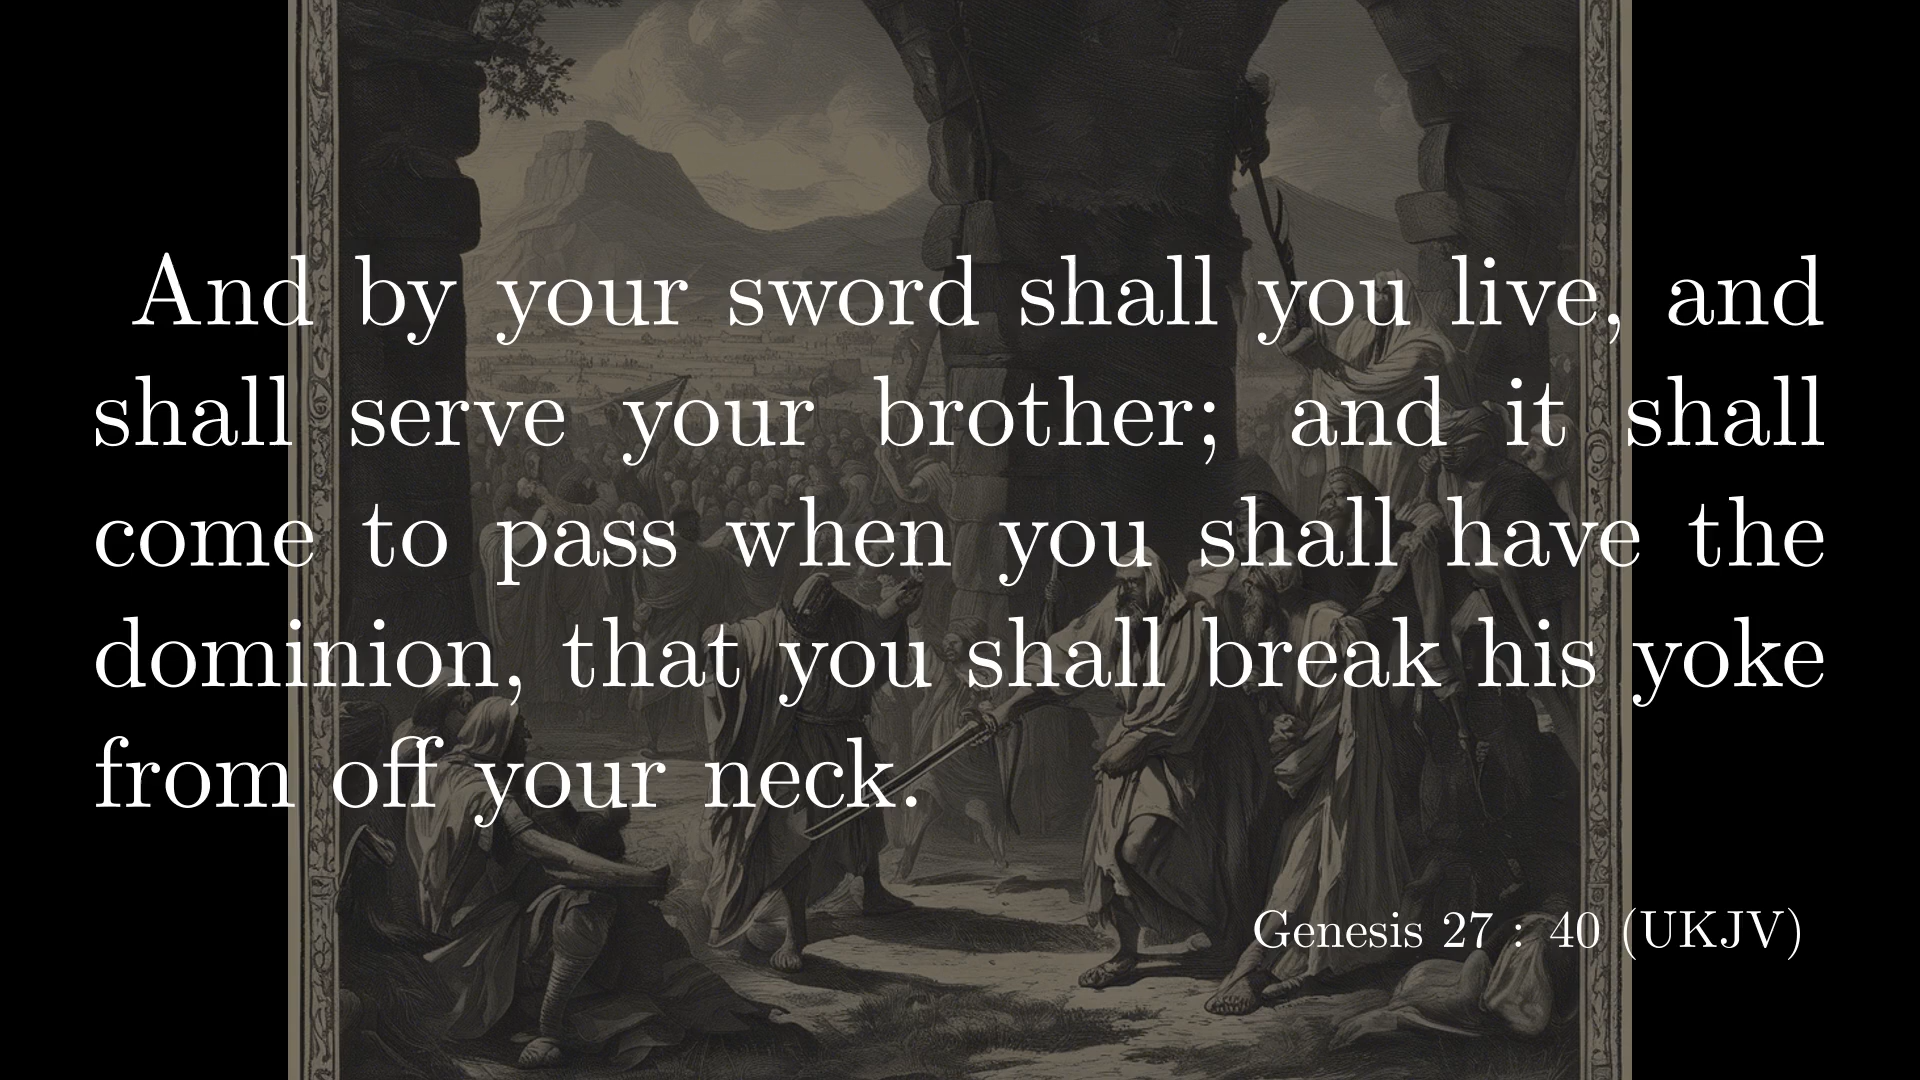 And by your sword shall you live, and
shall serve your brother; and it shall
come to pass when you shall have the
dominion, that you shall break his yoke
from off your neck.
Genesis 27 : 40 (UKJV)